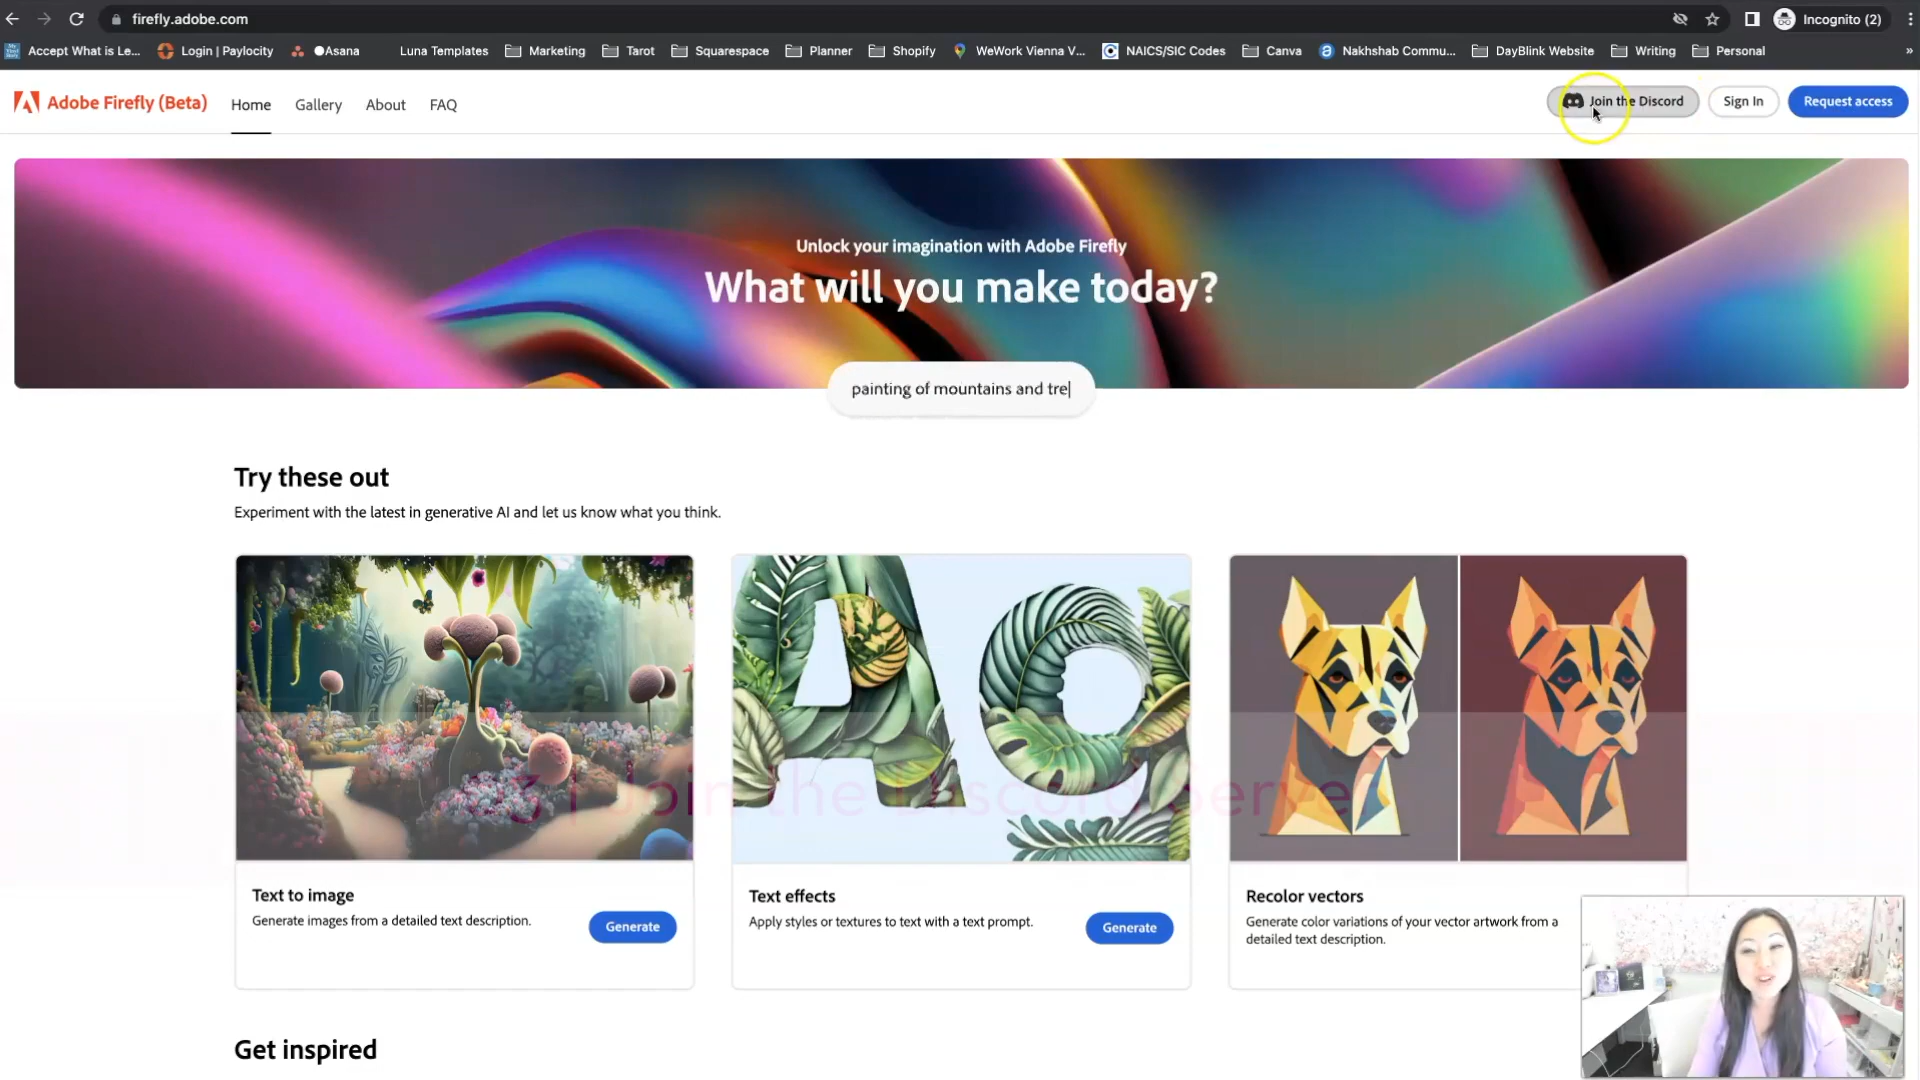 firefly.adobe.com
Incognito (2)
Accept What is Le...
Login | Paylocity
Asana
Luna Templates
Marketing
Tarot
Squarespace
Planner
Shopify
WeWork Vienna V...
NAICS/SIC Codes
Canva
Nakhshab Commu...
DayBlink Website
Writing
Personal
»
Adobe Firefly (Beta)
Home
Gallery
About
FAQ
Join the Discord
Sign In
Request access
Unlock your imagination with Adobe Firefly
What will you make today?
painting of mountains and tre
Try these out
Experiment with the latest in generative AI and let us know what you think.
03 | Join the Discord Serve
Text to image
Generate images from a detailed text description.
Generate
Text effects
Apply styles or textures to text with a text prompt.
Generate
Recolor vectors
Generate color variations of your vector artwork from a
detailed text description.
Get inspired